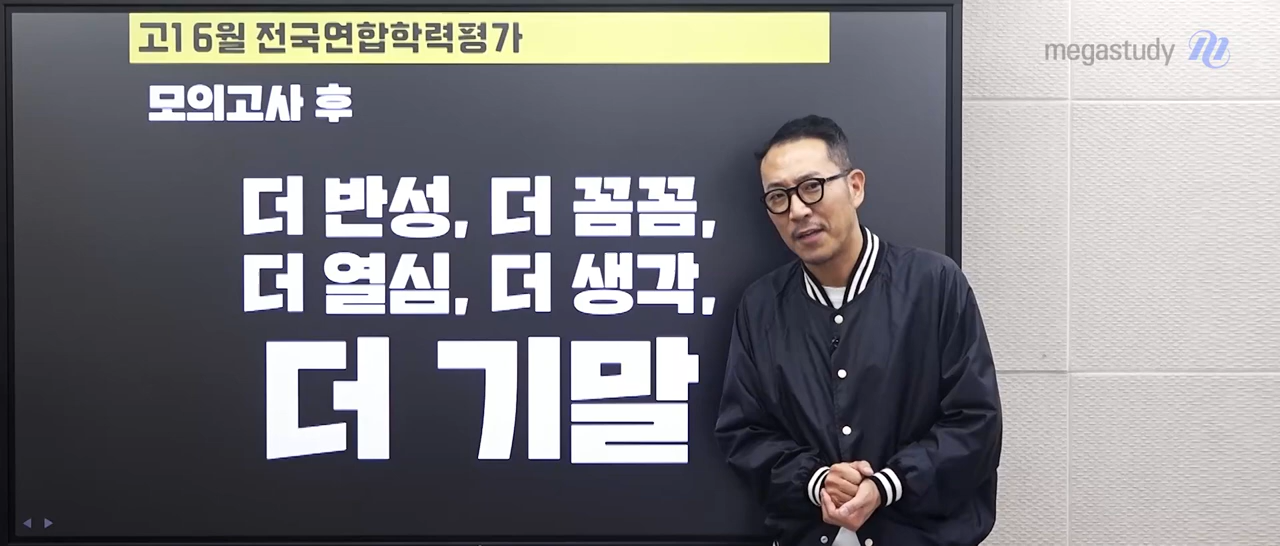 고1 6월 전국연합학력평가
megastudy
모의고사 후
더 반성, 더 꼼꼼,
더 열심, 더 생각,
더 기말